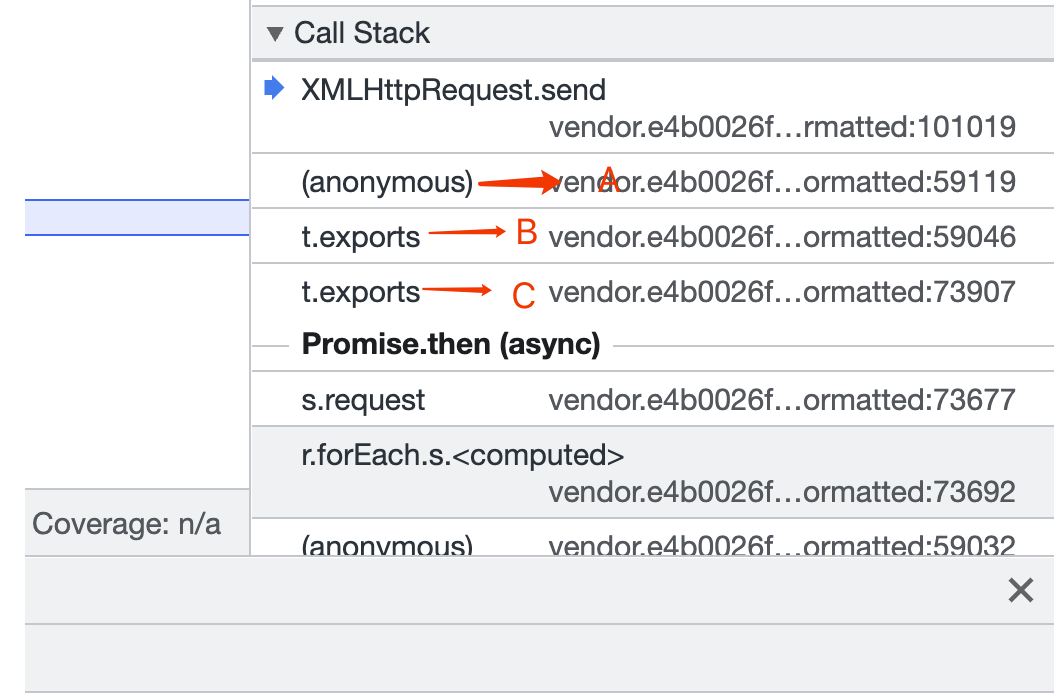 Call Stack
XMLHttpRequest.send
vendor.e4b0026f…rmatted:101019
(anonymous) A vendor.e4b0026f…ormatted:59119
t.exports B vendor.e4b0026f…ormatted:59046
t.exports C vendor.e4b0026f…ormatted:73907
Promise.then (async)
s.request vendor.e4b0026f…ormatted:73677
r.forEach.s.<computed>
vendor.e4b0026f…ormatted:73692
Coverage: n/a
(anonymous) vendor.e4b0026f…ormatted:59032